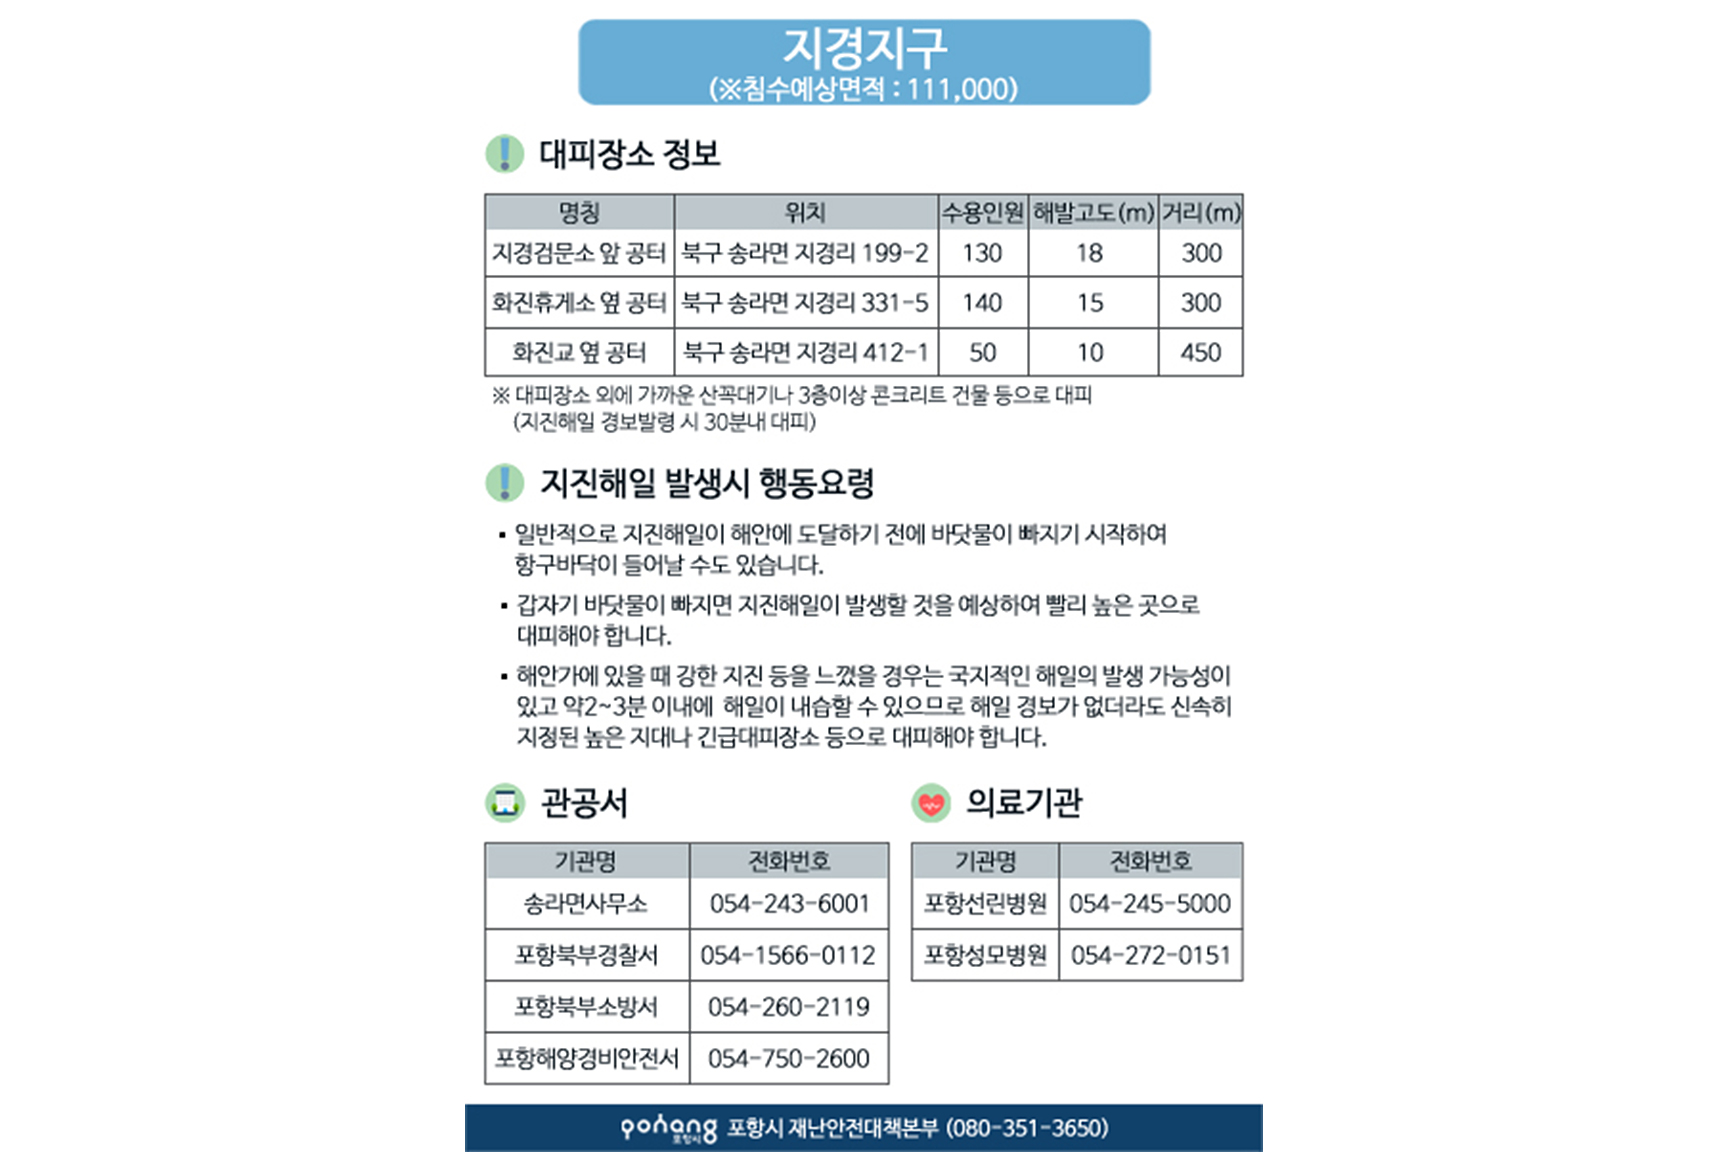 지경지구
(※침수예상면적 : 111,000)
대피장소 정보
명칭 위치 수용인원 해발고도(m) 거리(m)
지경검문소 앞 공터 북구 송라면 지경리 199-2 130 18 300
화진휴게소 옆 공터 북구 송라면 지경리 331-5 140 15 300
화진교 옆 공터 북구 송라면 지경리 412-1 50 10 450
※ 대피장소 외에 가까운 산꼭대기나 3층이상 콘크리트 건물 등으로 대피
(지진해일 경보발령 시 30분내 대피)
지진해일 발생시 행동요령
▪ 일반적으로 지진해일이 해안에 도달하기 전에 바닷물이 빠지기 시작하여
항구바닥이 들어날 수도 있습니다.
▪ 갑자기 바닷물이 빠지면 지진해일이 발생할 것을 예상하여 빨리 높은 곳으로
대피해야 합니다.
▪ 해안가에 있을 때 강한 지진 등을 느꼈을 경우는 국지적인 해일의 발생 가능성이
있고 약2~3분 이내에 해일이 내습할 수 있으므로 해일 경보가 없더라도 신속히
지정된 높은 지대나 긴급대피장소 등으로 대피해야 합니다.
관공서
기관명 전화번호
송라면사무소 054-243-6001
포항북부경찰서 054-1566-0112
포항북부소방서 054-260-2119
포항해양경비안전서 054-750-2600
의료기관
기관명 전화번호
포항선린병원 054-245-5000
포항성모병원 054-272-0151
pohang 포항시 포항시 재난안전대책본부 (080-351-3650)